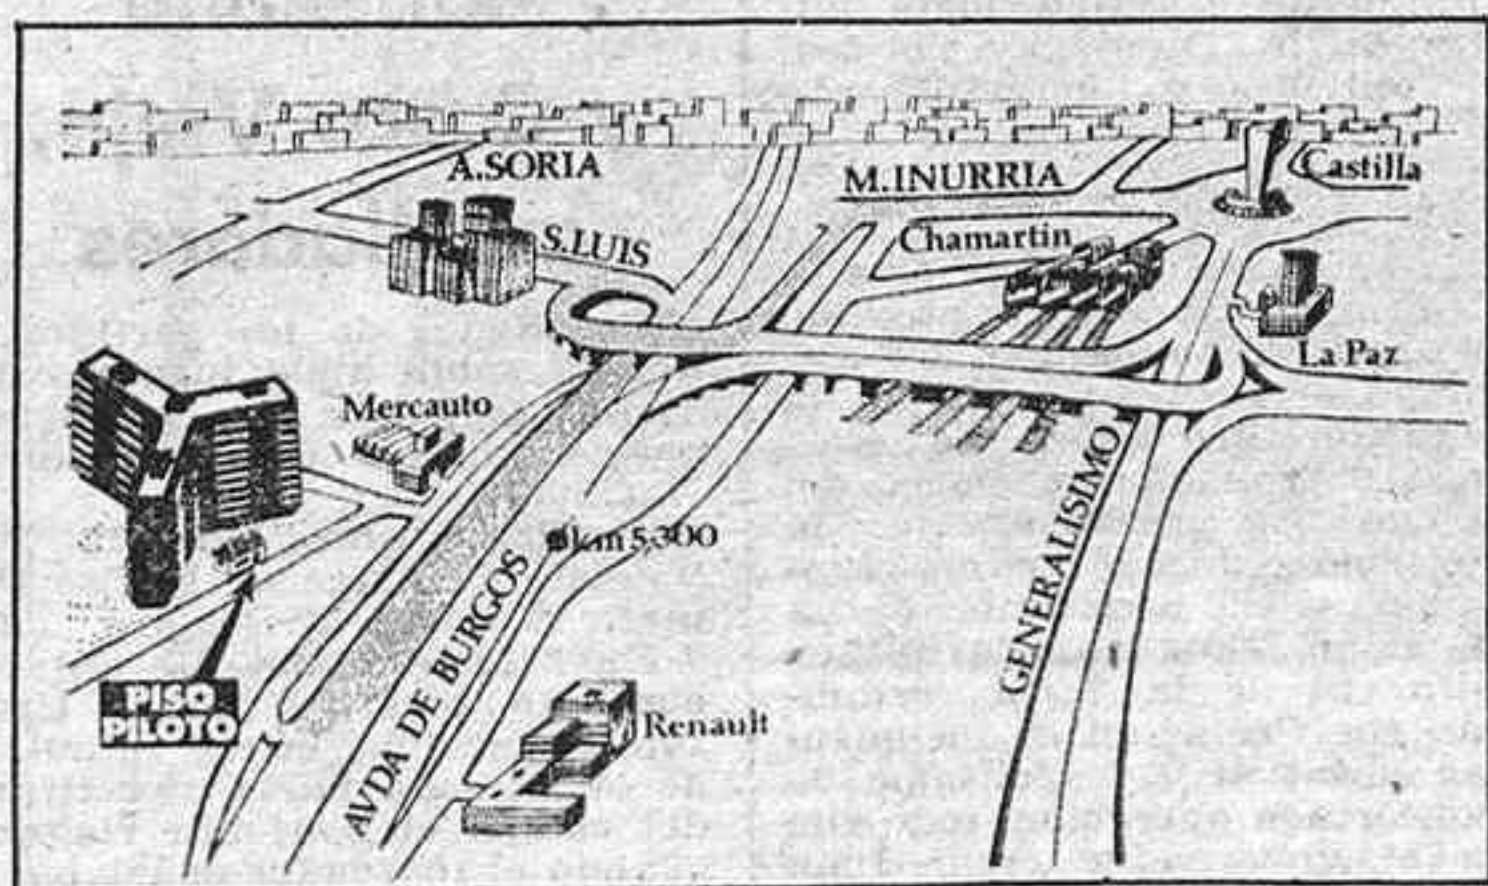 A.SORIA
M.INURRIA
Castilla
S.LUIS
Chamartin
La Paz
Mercauto
km 5-300
GENERALISIMO
AVDA DE BURGOS
PISO
PILOTO
Renault